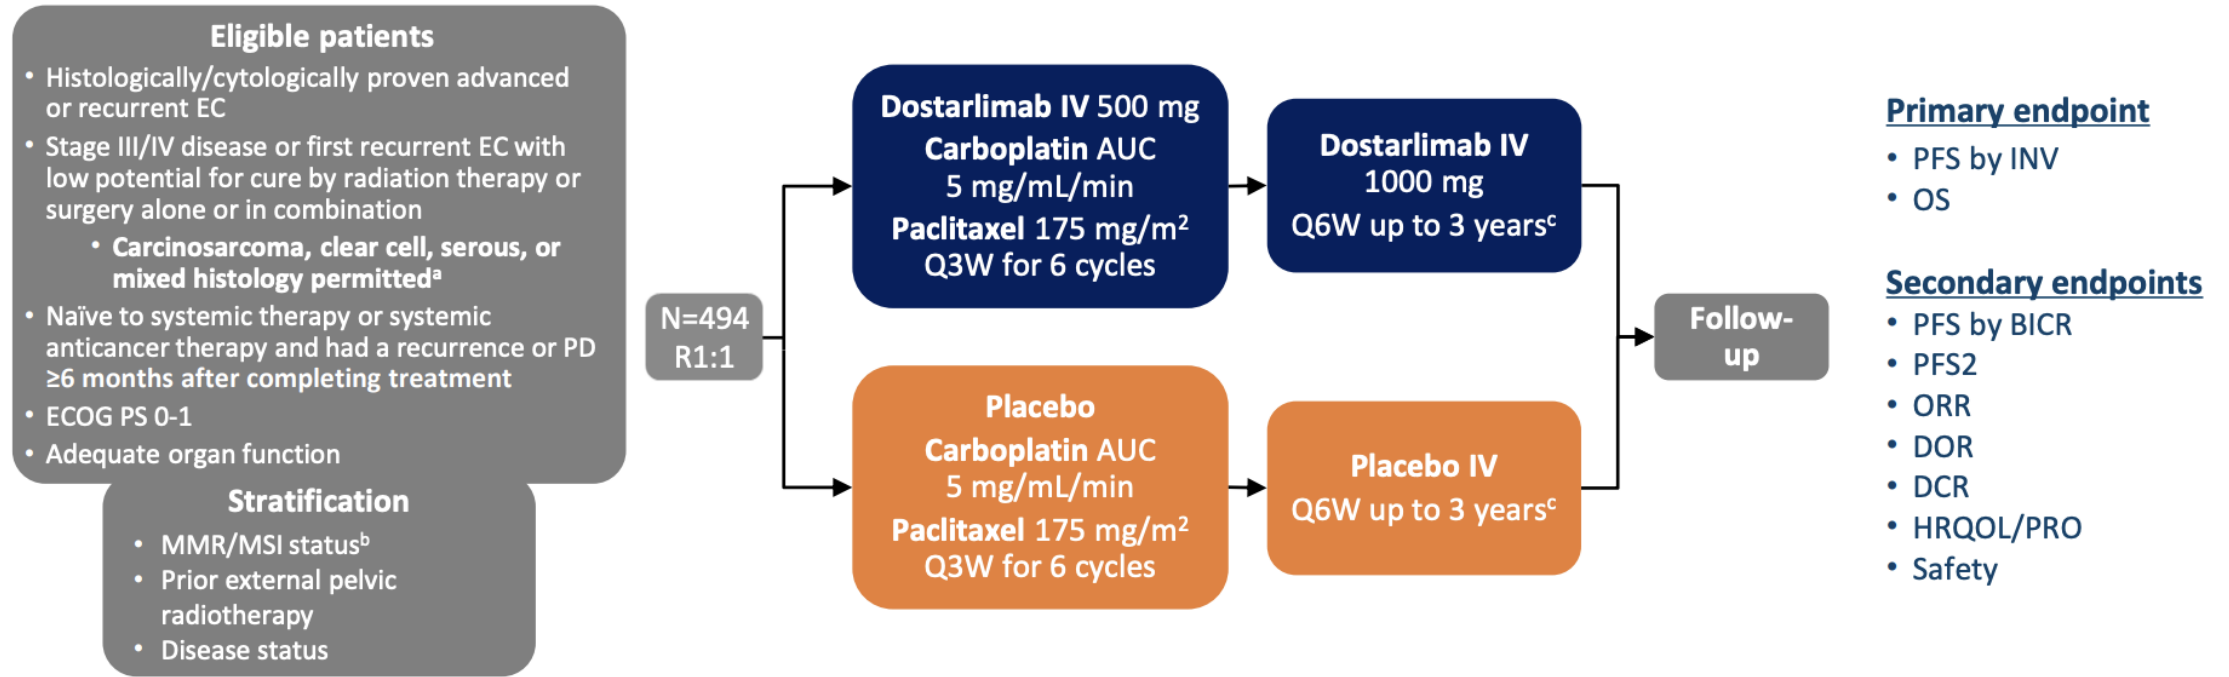 Eligible patients
• Histologically/cytologically proven advanced
or recurrent EC
• Stage III/IV disease or first recurrent EC with
low potential for cure by radiation therapy or
surgery alone or in combination
• Carcinosarcoma, clear cell, serous, or
mixed histology permittedᵃ
• Naïve to systemic therapy or systemic
anticancer therapy and had a recurrence or PD
≥6 months after completing treatment
• ECOG PS 0-1
• Adequate organ function
Stratification
• MMR/MSI statusᵇ
• Prior external pelvic
radiotherapy
• Disease status
N=494
R1:1
Dostarlimab IV 500 mg
Carboplatin AUC
5 mg/mL/min
Paclitaxel 175 mg/m²
Q3W for 6 cycles
Dostarlimab IV
1000 mg
Q6W up to 3 yearsᶜ
Placebo
Carboplatin AUC
5 mg/mL/min
Paclitaxel 175 mg/m²
Q3W for 6 cycles
Placebo IV
Q6W up to 3 yearsᶜ
Follow-
up
Primary endpoint
• PFS by INV
• OS
Secondary endpoints
• PFS by BICR
• PFS2
• ORR
• DOR
• DCR
• HRQOL/PRO
• Safety